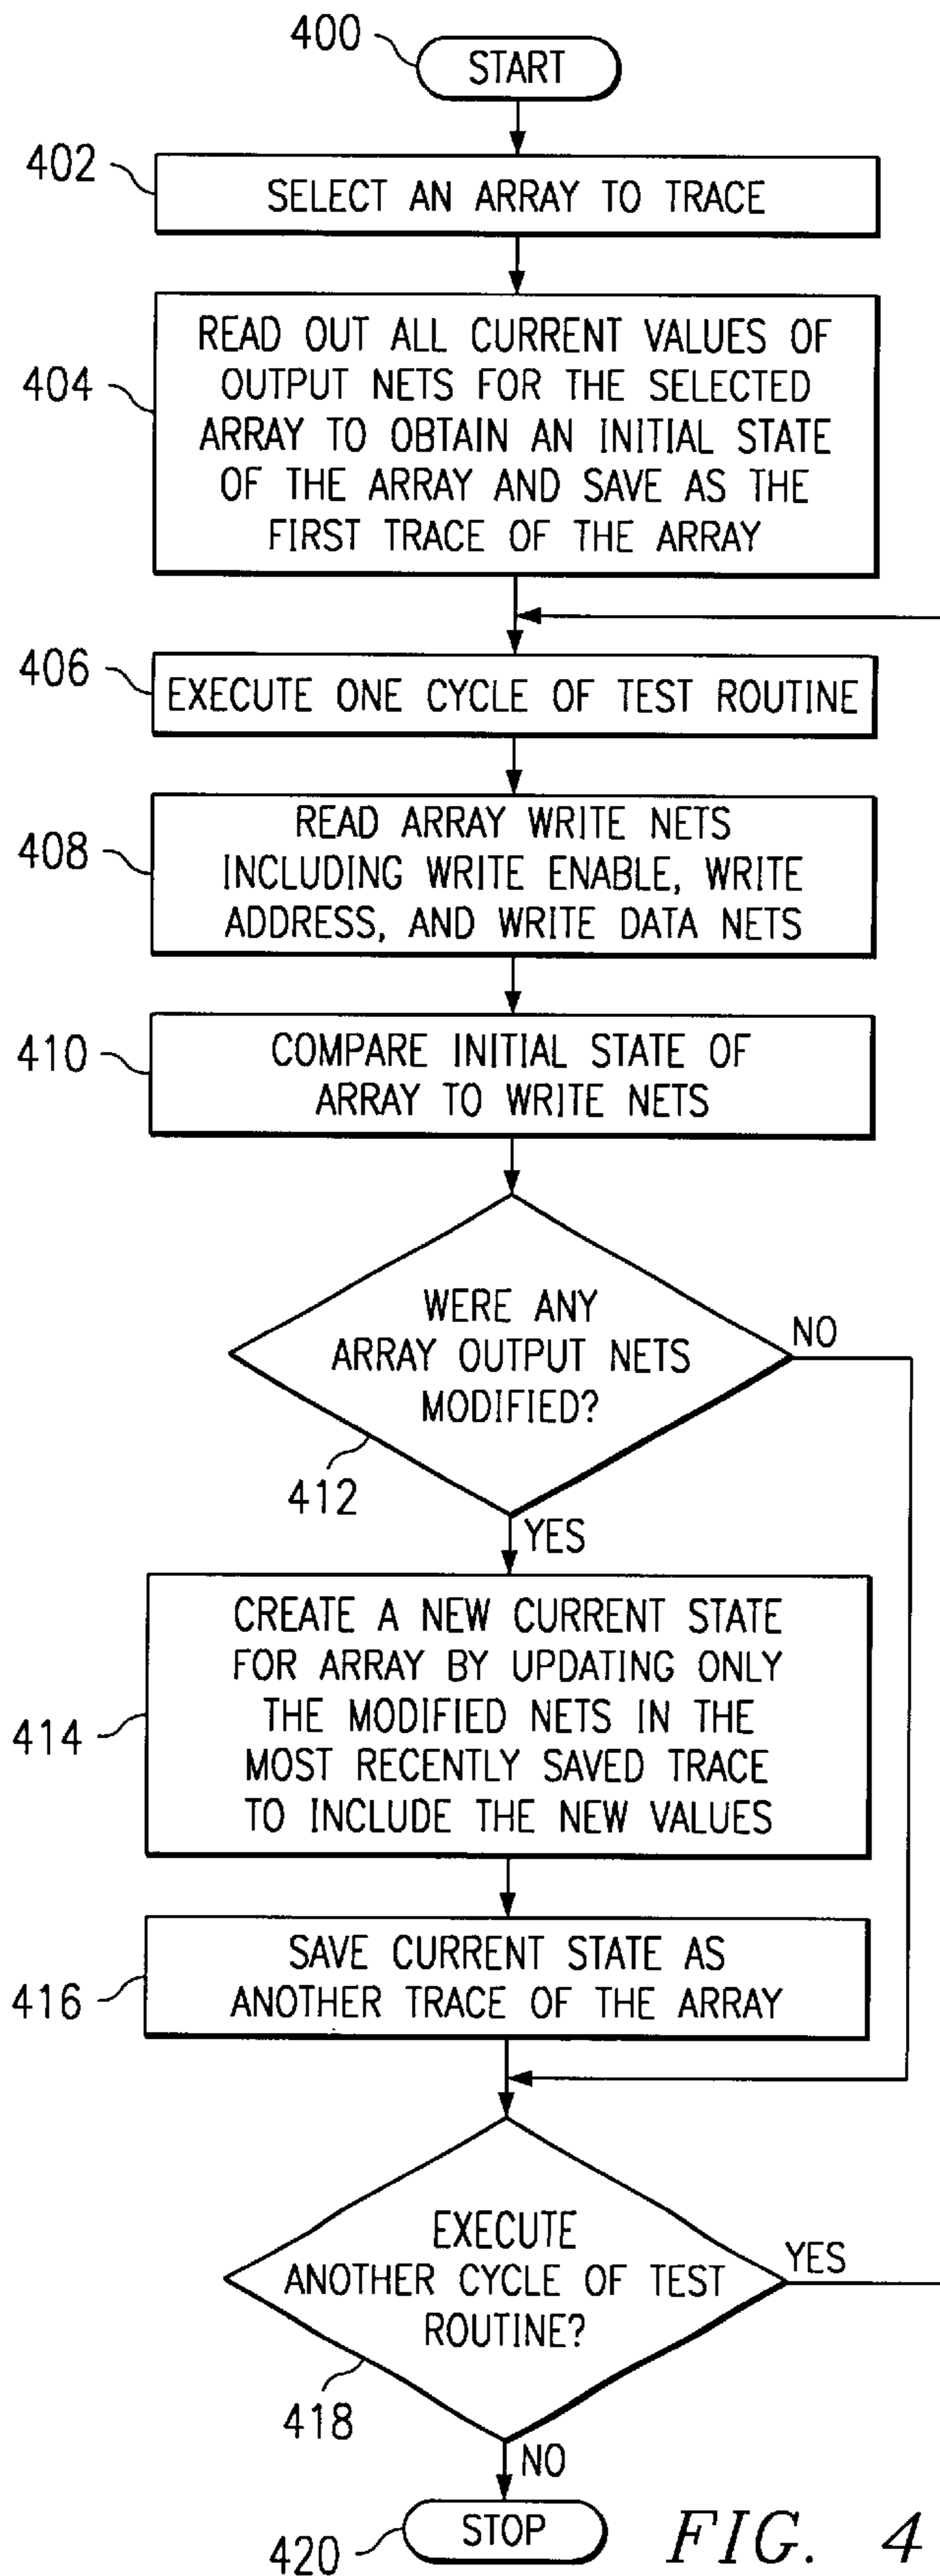 400
START
402
SELECT AN ARRAY TO TRACE
404
READ OUT ALL CURRENT VALUES OF
OUTPUT NETS FOR THE SELECTED
ARRAY TO OBTAIN AN INITIAL STATE
OF THE ARRAY AND SAVE AS THE
FIRST TRACE OF THE ARRAY
406
EXECUTE ONE CYCLE OF TEST ROUTINE
408
READ ARRAY WRITE NETS
INCLUDING WRITE ENABLE, WRITE
ADDRESS, AND WRITE DATA NETS
410
COMPARE INITIAL STATE OF
ARRAY TO WRITE NETS
WERE ANY
ARRAY OUTPUT NETS
MODIFIED?
NO
412
YES
414
CREATE A NEW CURRENT STATE
FOR ARRAY BY UPDATING ONLY
THE MODIFIED NETS IN THE
MOST RECENTLY SAVED TRACE
TO INCLUDE THE NEW VALUES
416
SAVE CURRENT STATE AS
ANOTHER TRACE OF THE ARRAY
EXECUTE
ANOTHER CYCLE OF TEST
ROUTINE?
YES
418
NO
420
STOP
FIG. 4